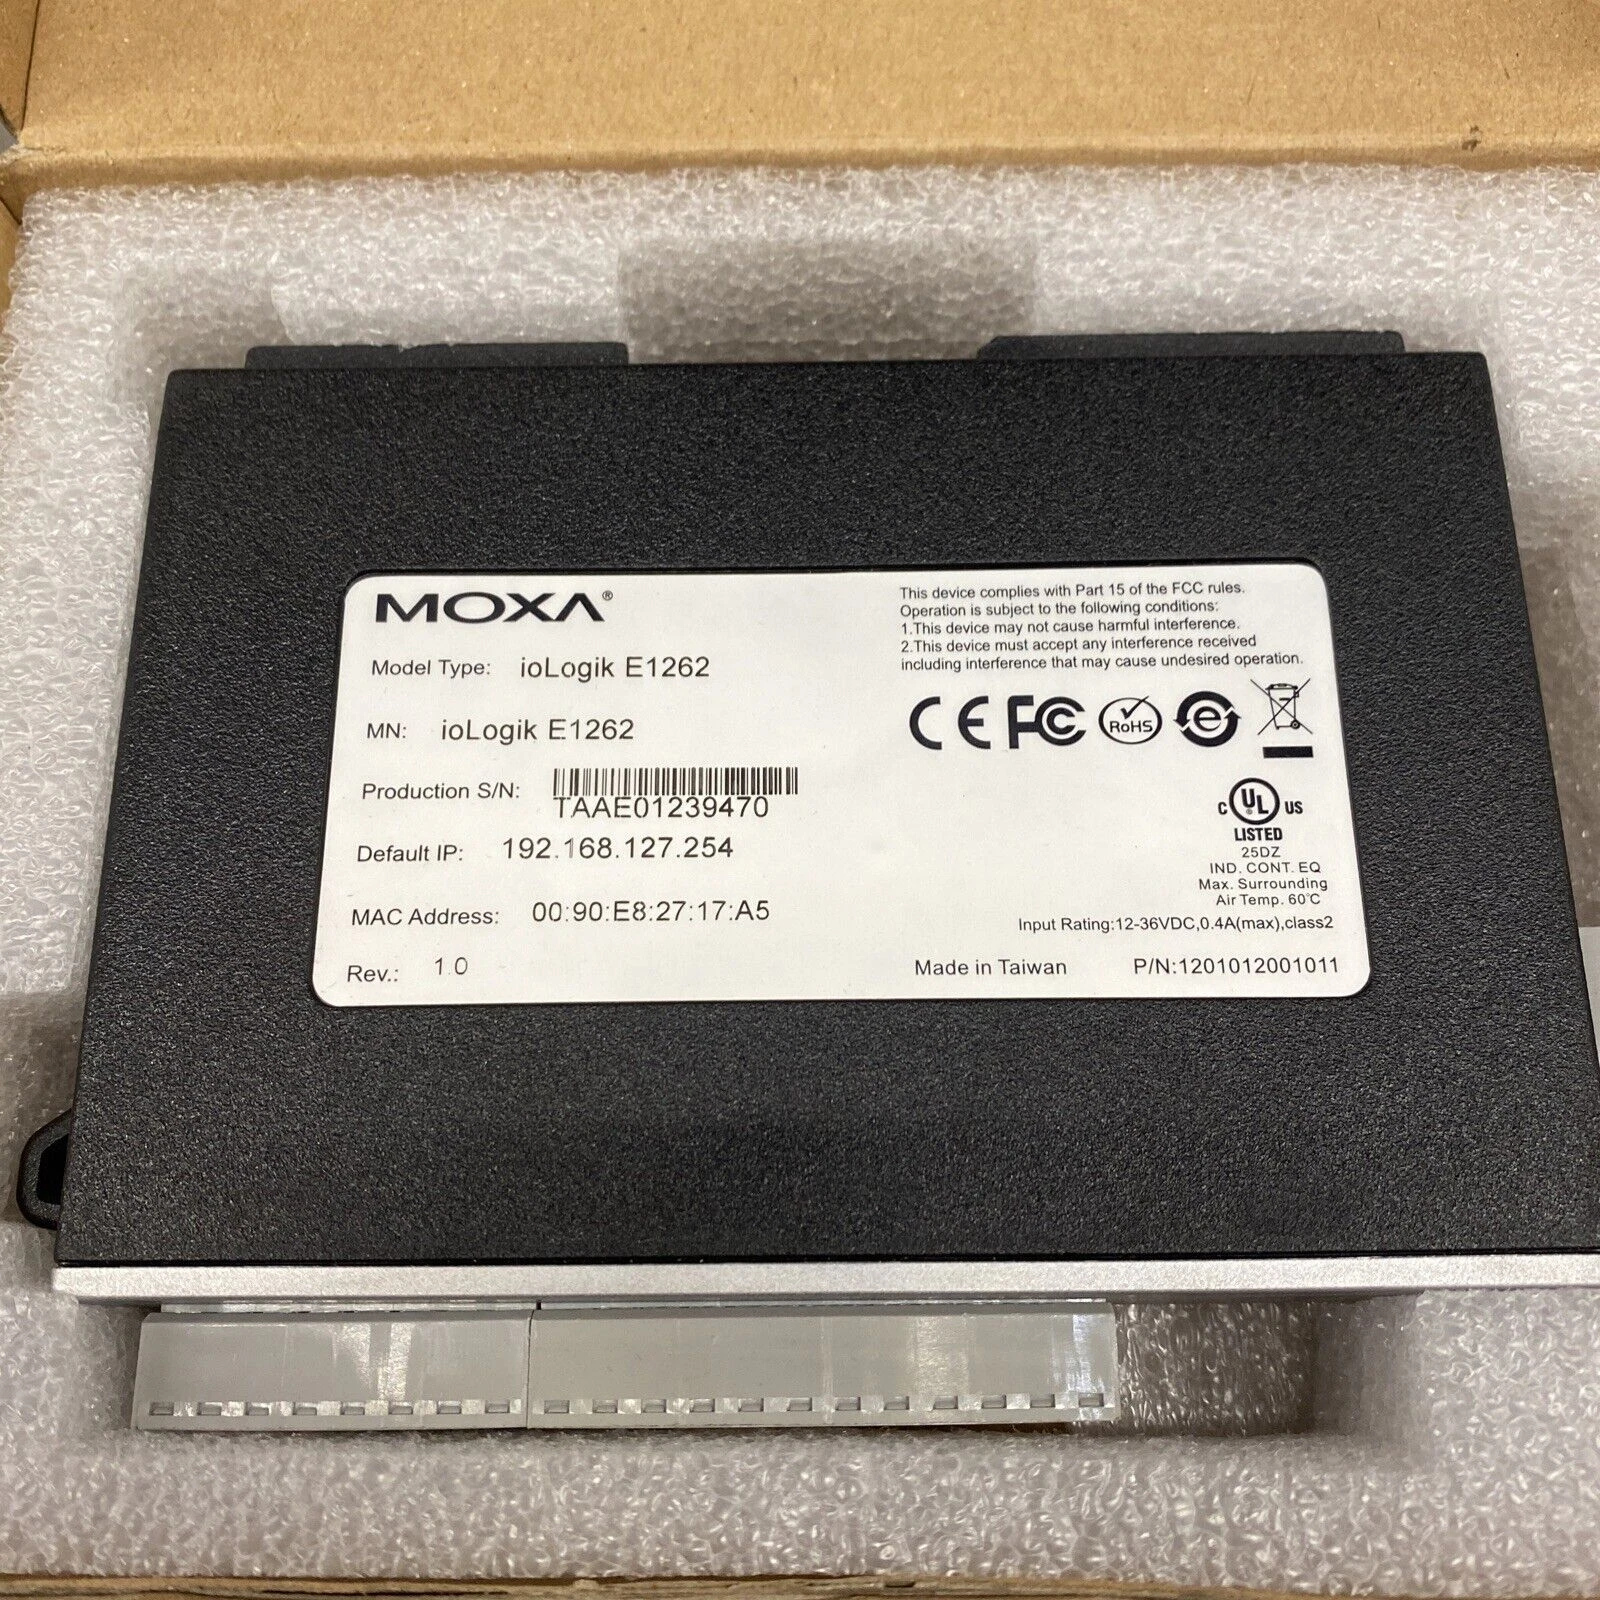 MOXA®
Model Type: ioLogik E1262
MN: ioLogik E1262
Production S/N: TAAE01239470
Default IP: 192.168.127.254
MAC Address: 00:90:E8:27:17:A5
Rev.: 1.0
This device complies with Part 15 of the FCC rules.
Operation is subject to the following conditions:
1.This device may not cause harmful interference.
2.This device must accept any interference received
including interference that may cause undesired operation.
CE FC RoHS e
C UL US
LISTED
25DZ
IND. CONT. EQ
Max. Surrounding
Air Temp. 60°C
Input Rating:12-36VDC,0.4A(max),class2
Made in Taiwan P/N:1201012001011